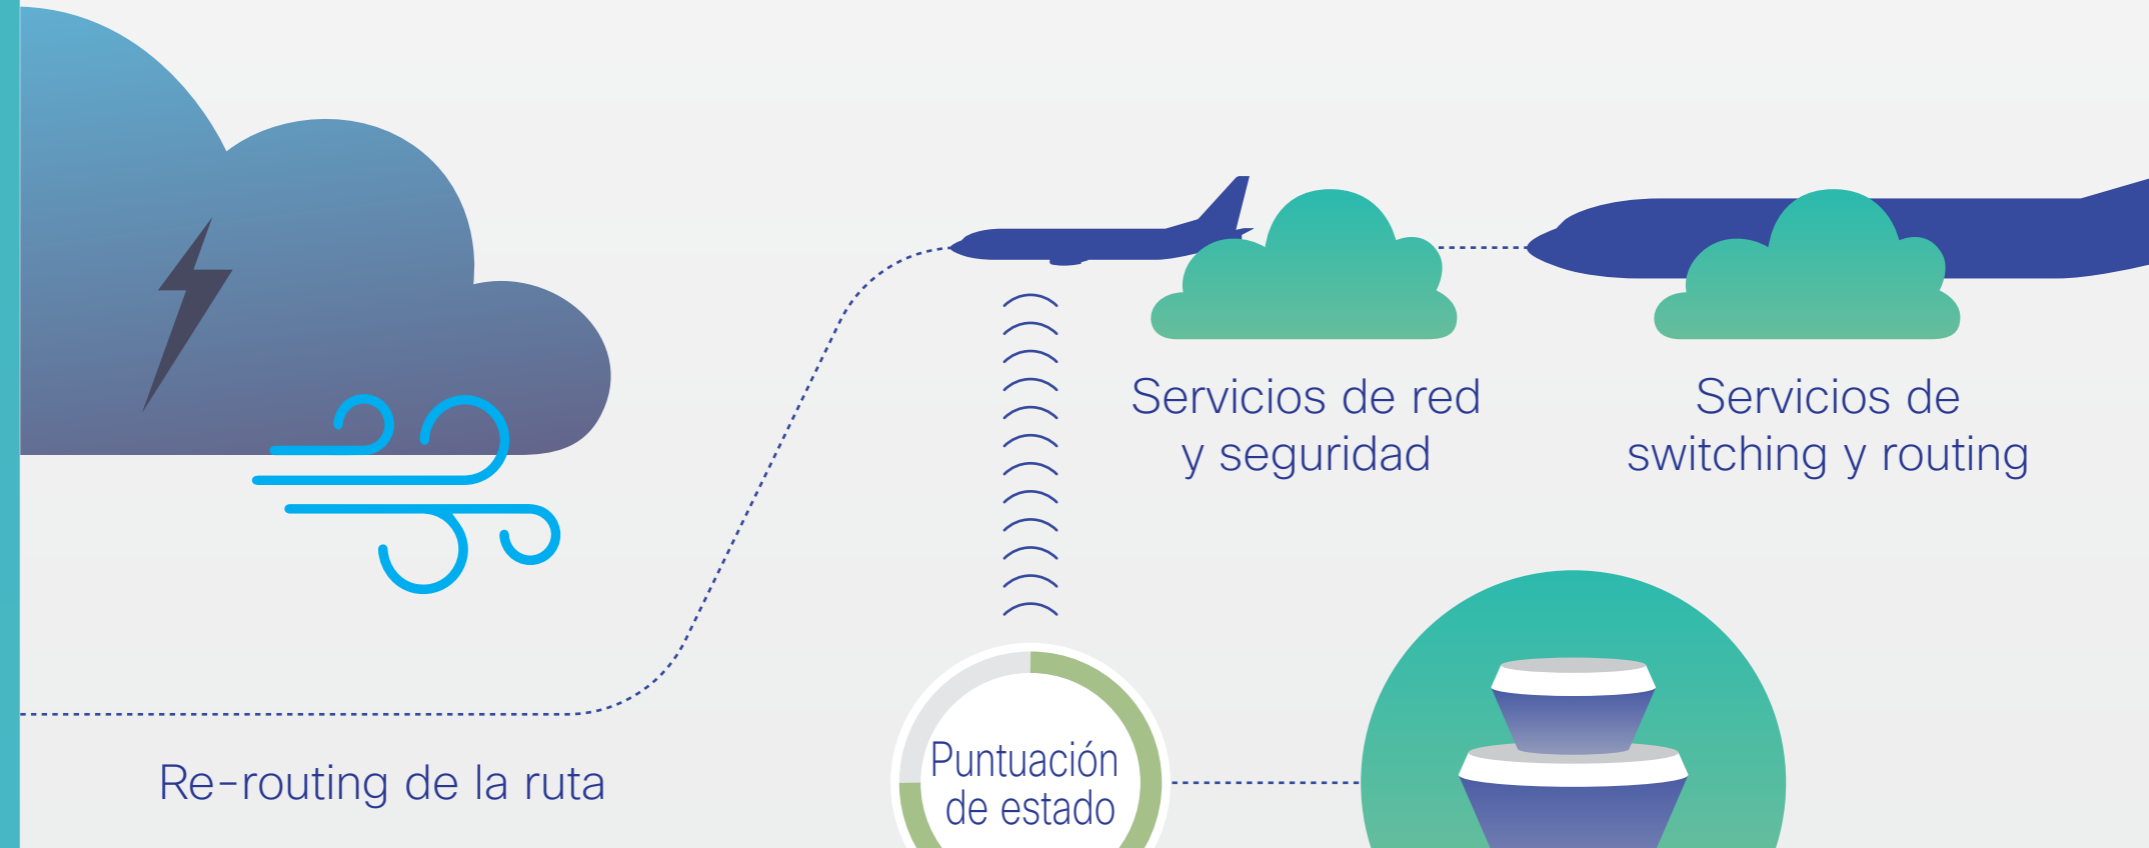 Servicios de red
y seguridad
Servicios de
switching y routing
Re-routing de la ruta
Puntuación
de estado